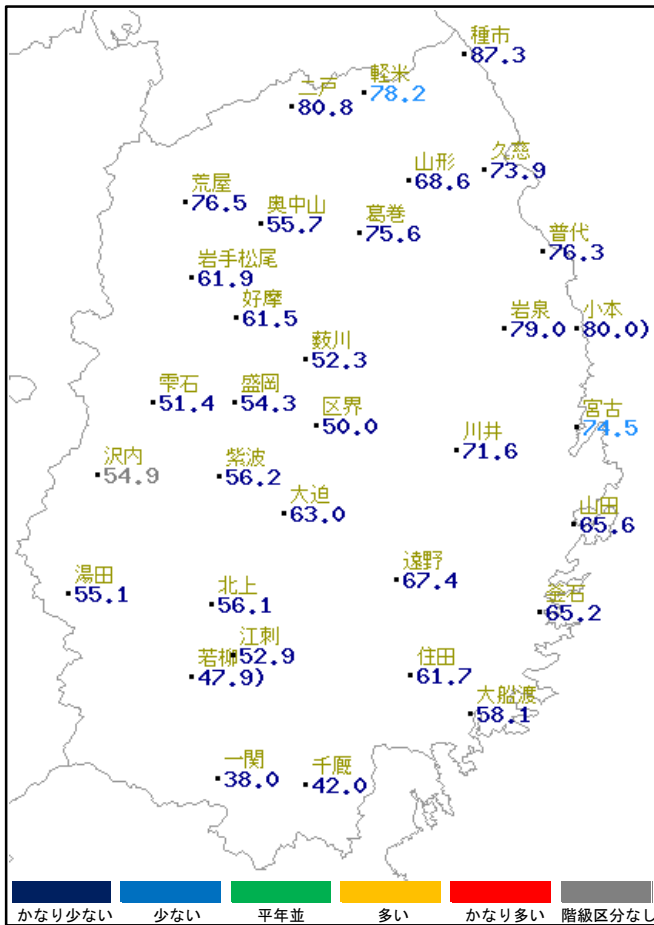 種市
87.3
軽米
78.2
二戸
80.8
久慈
73.9
山形
68.6
荒屋
76.5
奥中山
55.7
葛巻
75.6
普代
76.3
岩手松尾
61.9
好摩
61.5
岩泉
79.0
小本
80.0)
薮川
52.3
雫石
51.4
盛岡
54.3
区界
50.0
宮古
74.5
川井
71.6
沢内
54.9
紫波
56.2
大迫
63.0
山田
65.6
遠野
67.4
湯田
55.1
北上
56.1
釜石
65.2
江刺
52.9
若柳
47.9)
住田
61.7
大船渡
58.1
一関
38.0
千厩
42.0
かなり少ない
少ない
平年並
多い
かなり多い
階級区分なし